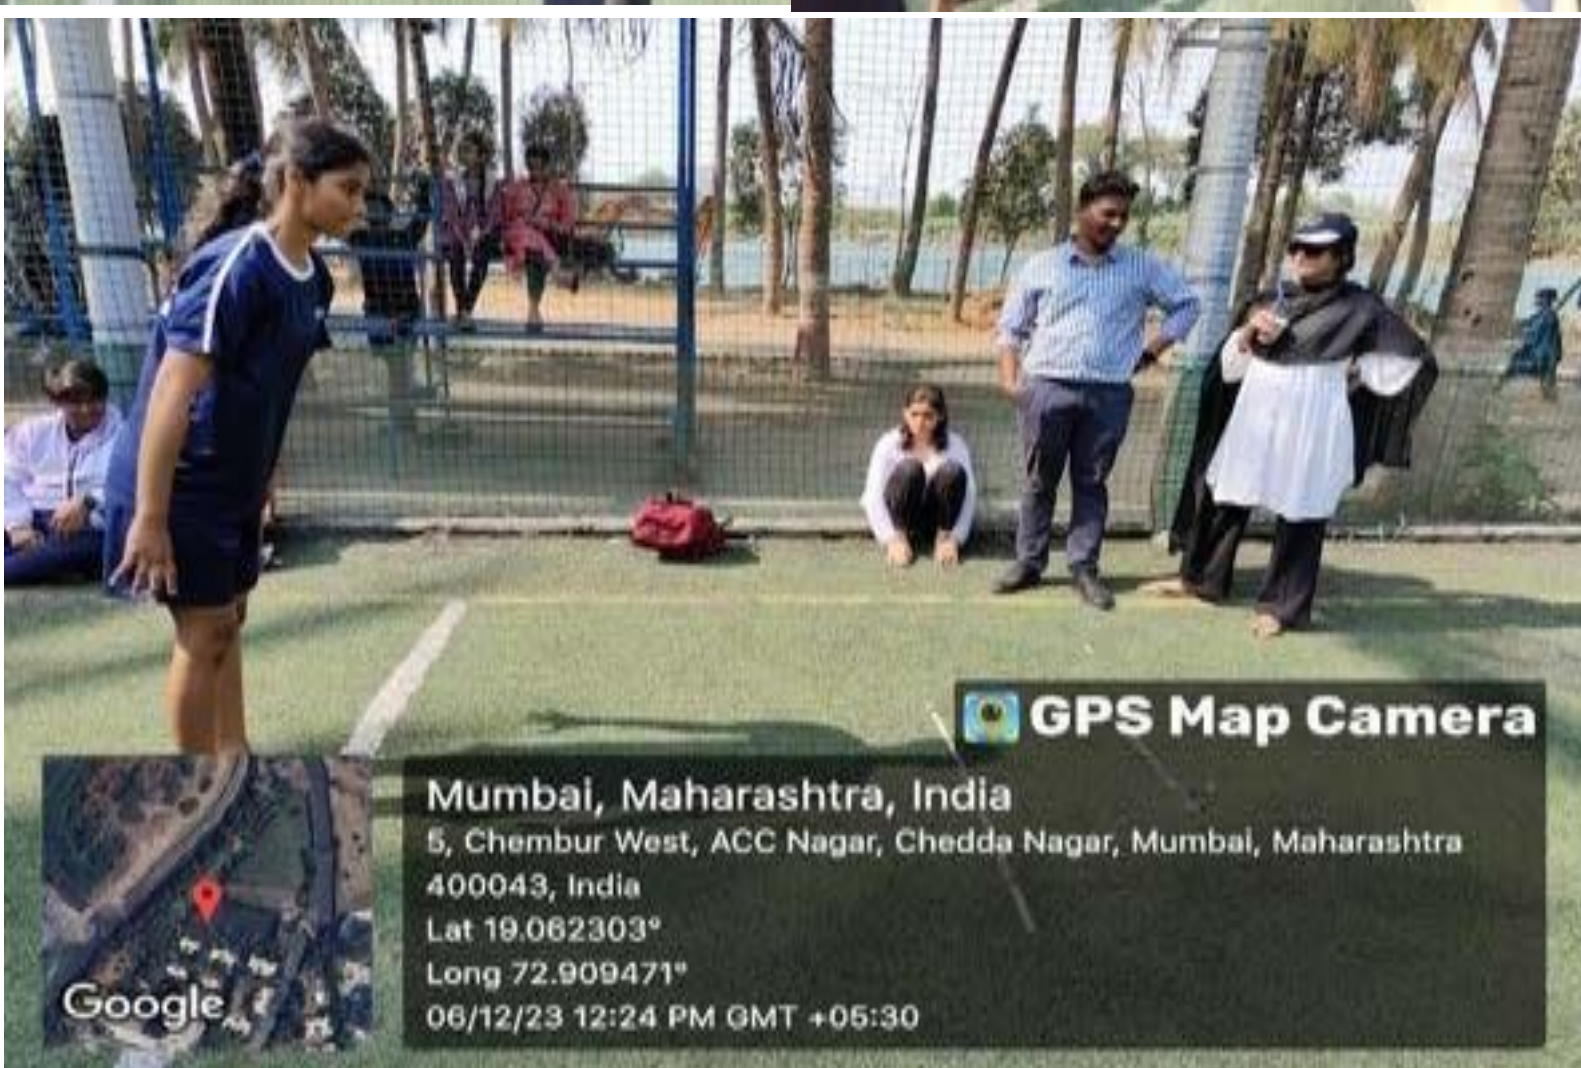 GPS Map Camera
Mumbai, Maharashtra, India
5, Chembur West, ACC Nagar, Chedda Nagar, Mumbai, Maharashtra
400043, India
Lat 19.062303°
Long 72.909471°
06/12/23 12:24 PM GMT +05:30
Google